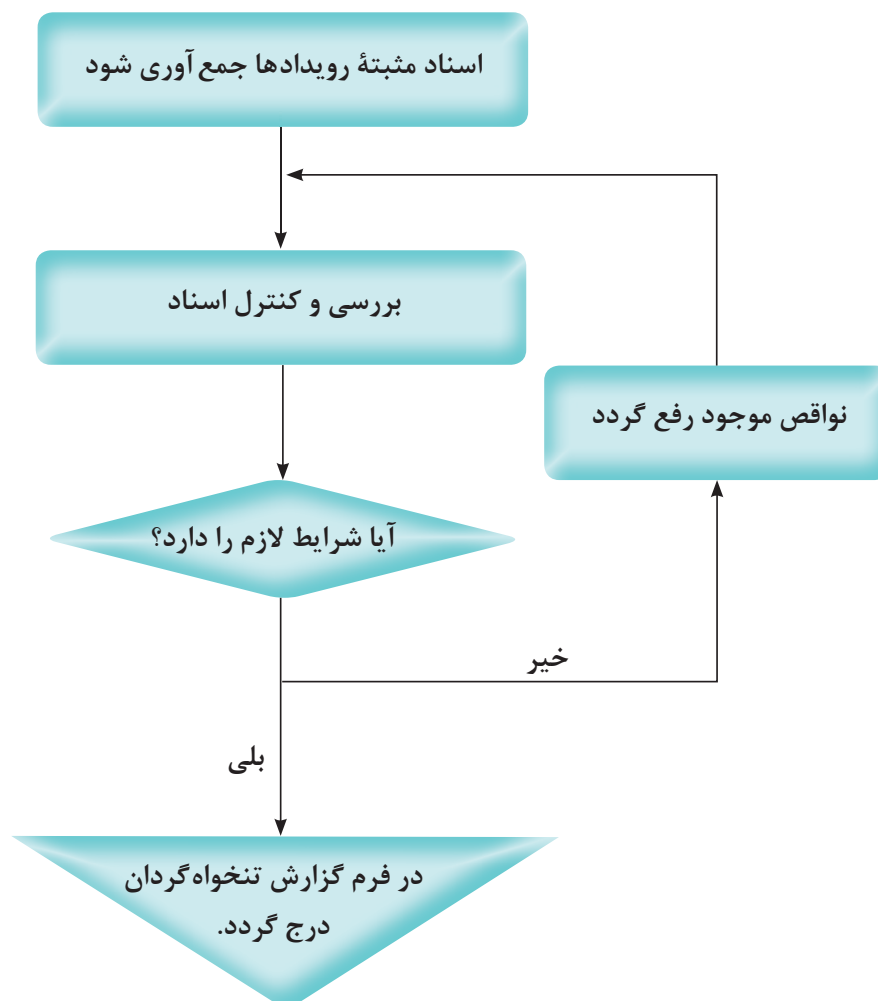 اسناد مثبتۀ رویدادها جمع‌آوری شود
بررسی و کنترل اسناد
نواقص موجود رفع گردد
آیا شرایط لازم را دارد؟
خیر
بلی
در فرم گزارش تنخواه‌گردان
درج گردد.